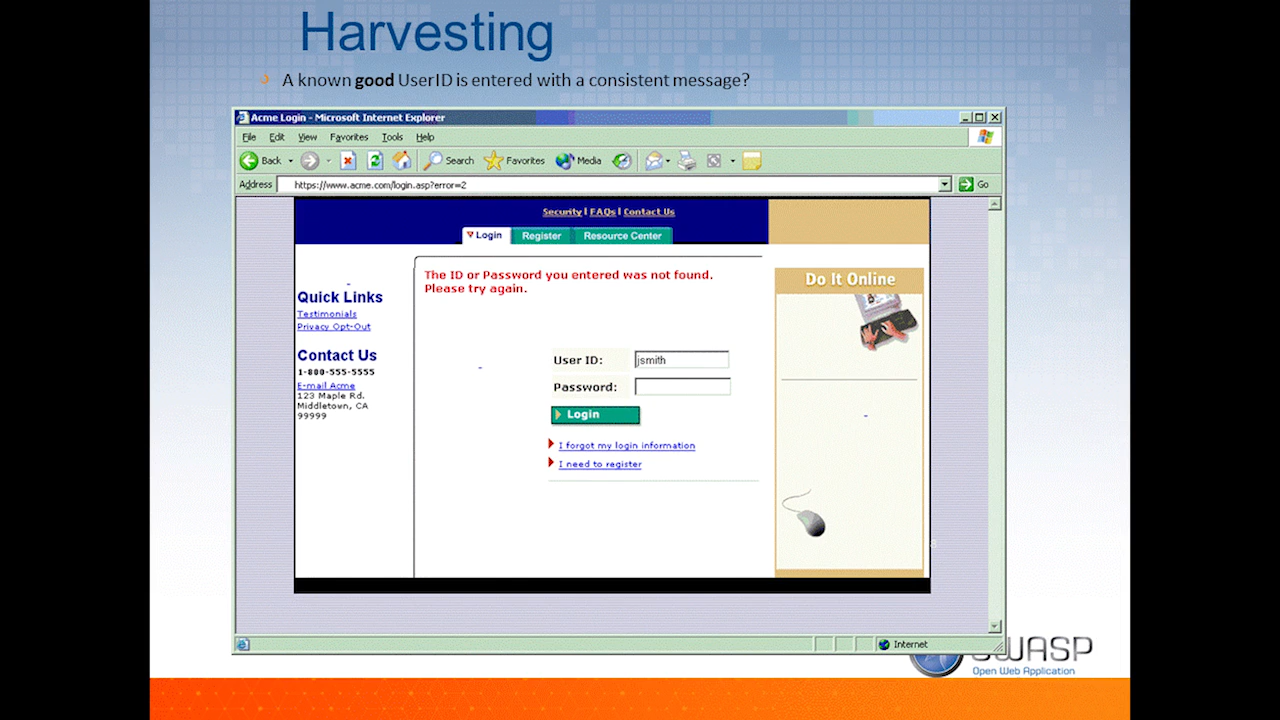 Harvesting
A known good UserID is entered with a consistent message?
Acme Login - Microsoft Internet Explorer
File Edit View Favorites Tools Help
Back Search Favorites Media
Address https://www.acme.com/login.asp?error=2 Go
Security | FAQs | Contact Us
Login Register Resource Center
The ID or Password you entered was not found.
Please try again.
Do It Online
Quick Links
Testimonials
Privacy Opt-Out
Contact Us
1-800-555-5555
E-mail Acme
123 Maple Rd.
Middletown, CA
99999
User ID: jsmith
Password:
Login
I forgot my login information
I need to register
Internet
WASP
Open Web Application